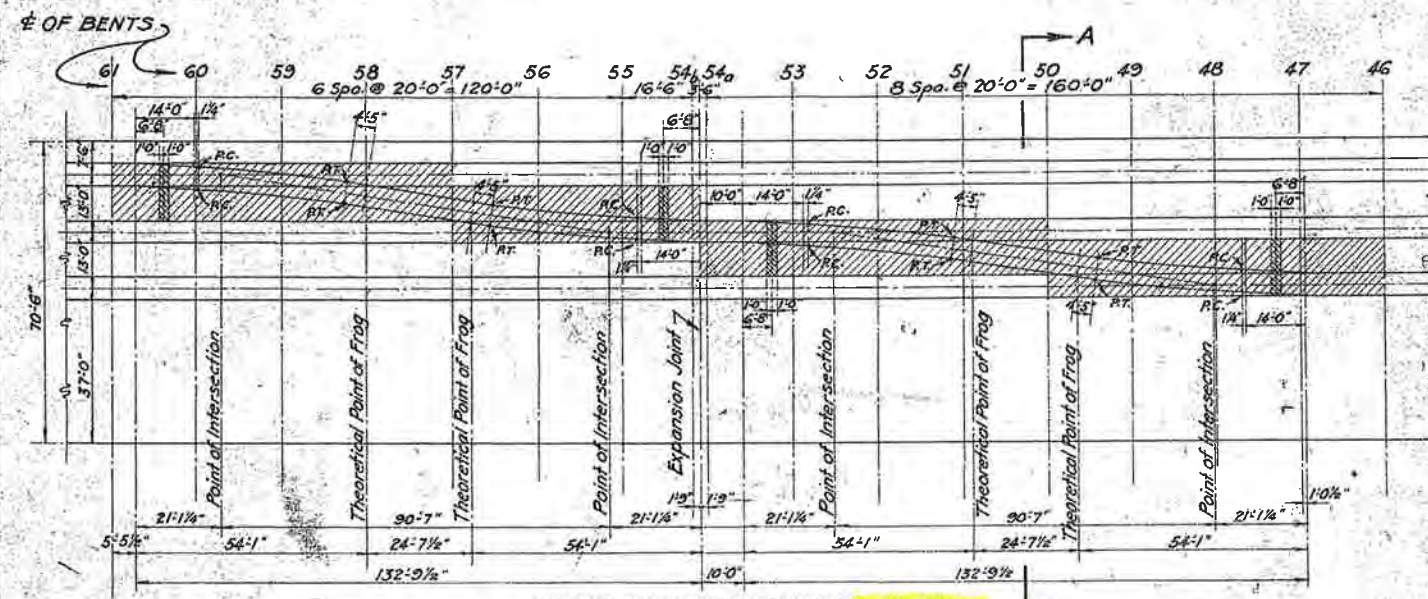 ℄ OF BENTS
A
61 60 59 58 57 56 55 54b 54a 53 52 51 50 49 48 47 46
6 Spa. @ 20'-0" = 120'-0" 16'-6" 3'-6" 8 Spa. @ 20'-0" = 160'-0"
14'-0" 1¼" 4'-5"
6'-8" 6'-8"
1'-0" 1'-0" 1'-0" 1'-0"
7'-6" P.C. P.T.
4'-5" P.T. P.C. 10'-0" 14'-0" 1¼" 4'-5" 6'-8"
1'-0" 1'-0"
13'-0" P.C. P.T. P.C. P.T.
P.T. P.C. P.C. P.T. P.T. P.C.
13'-0" 1¼" 14'-0"
1'-0" 1'-0" 4'-5" P.T. P.C.
6'-8" 1¼" 14'-0"
70'-6"
37'-0"
Point of Intersection
Theoretical Point of Frog
Theoretical Point of Frog
Point of Intersection
Expansion Joint
Point of Intersection
Theoretical Point of Frog
Theoretical Point of Frog
Point of Intersection
1'-9" 1'-9" 1'-0½"
21'-1¼" 90'-7" 21'-1¼" 21'-1¼" 90'-7" 21'-1¼"
5'-5½" 54'-1" 24'-7½" 54'-1" 54'-1" 24'-7½" 54'-1"
132'-9½" 10'-0" 132'-9½